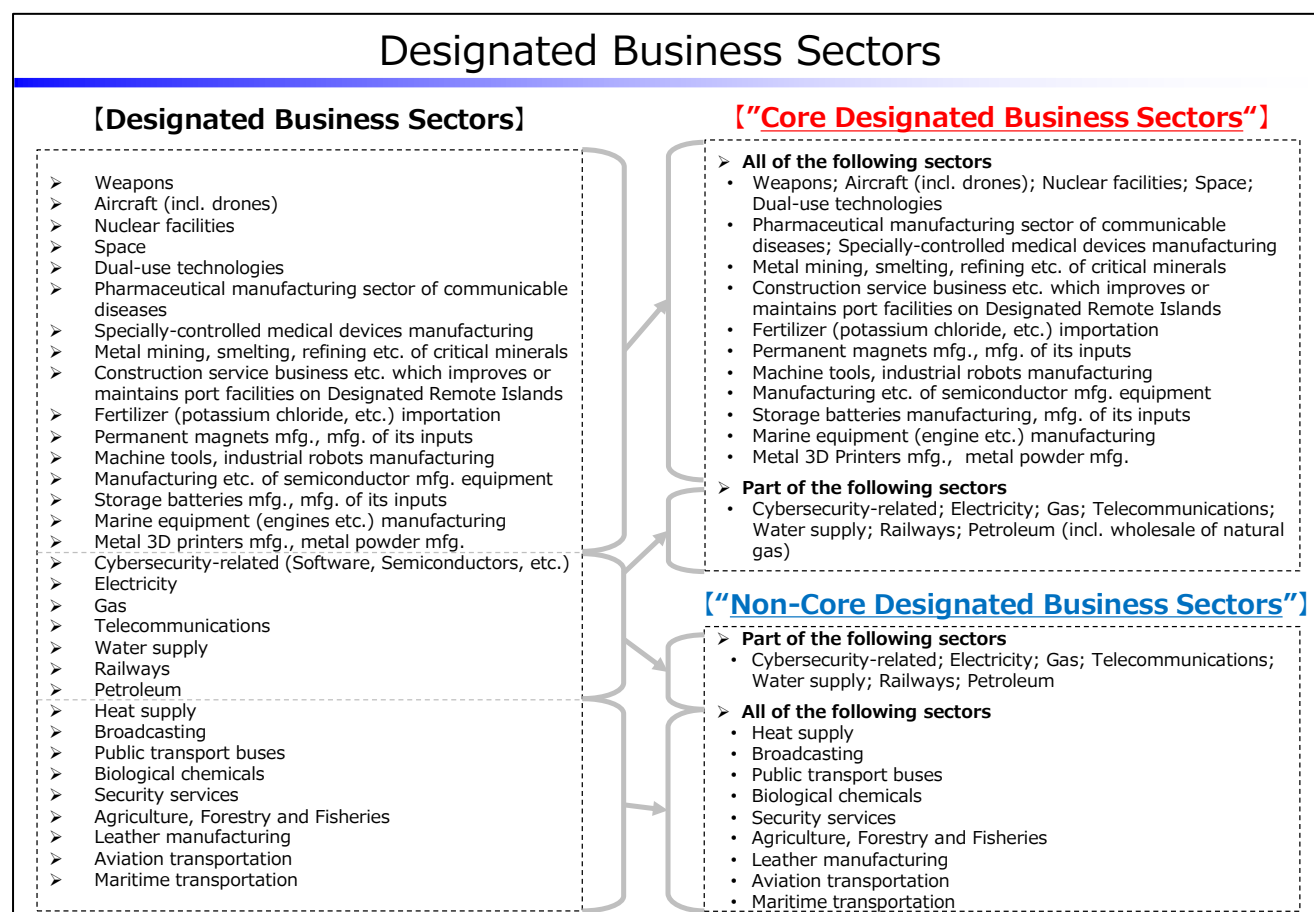 Designated Business Sectors
【Designated Business Sectors】
➢ Weapons
➢ Aircraft (incl. drones)
➢ Nuclear facilities
➢ Space
➢ Dual-use technologies
➢ Pharmaceutical manufacturing sector of communicable
diseases
➢ Specially-controlled medical devices manufacturing
➢ Metal mining, smelting, refining etc. of critical minerals
➢ Construction service business etc. which improves or
maintains port facilities on Designated Remote Islands
➢ Fertilizer (potassium chloride, etc.) importation
➢ Permanent magnets mfg., mfg. of its inputs
➢ Machine tools, industrial robots manufacturing
➢ Manufacturing etc. of semiconductor mfg. equipment
➢ Storage batteries mfg., mfg. of its inputs
➢ Marine equipment (engines etc.) manufacturing
➢ Metal 3D printers mfg., metal powder mfg.
➢ Cybersecurity-related (Software, Semiconductors, etc.)
➢ Electricity
➢ Gas
➢ Telecommunications
➢ Water supply
➢ Railways
➢ Petroleum
➢ Heat supply
➢ Broadcasting
➢ Public transport buses
➢ Biological chemicals
➢ Security services
➢ Agriculture, Forestry and Fisheries
➢ Leather manufacturing
➢ Aviation transportation
➢ Maritime transportation
【”Core Designated Business Sectors“】
➢ All of the following sectors
• Weapons; Aircraft (incl. drones); Nuclear facilities; Space;
Dual-use technologies
• Pharmaceutical manufacturing sector of communicable
diseases; Specially-controlled medical devices manufacturing
• Metal mining, smelting, refining etc. of critical minerals
• Construction service business etc. which improves or
maintains port facilities on Designated Remote Islands
• Fertilizer (potassium chloride, etc.) importation
• Permanent magnets mfg., mfg. of its inputs
• Machine tools, industrial robots manufacturing
• Manufacturing etc. of semiconductor mfg. equipment
• Storage batteries manufacturing, mfg. of its inputs
• Marine equipment (engine etc.) manufacturing
• Metal 3D Printers mfg., metal powder mfg.
➢ Part of the following sectors
• Cybersecurity-related; Electricity; Gas; Telecommunications;
Water supply; Railways; Petroleum (incl. wholesale of natural
gas)
【“Non-Core Designated Business Sectors”】
➢ Part of the following sectors
• Cybersecurity-related; Electricity; Gas; Telecommunications;
Water supply; Railways; Petroleum
➢ All of the following sectors
• Heat supply
• Broadcasting
• Public transport buses
• Biological chemicals
• Security services
• Agriculture, Forestry and Fisheries
• Leather manufacturing
• Aviation transportation
• Maritime transportation